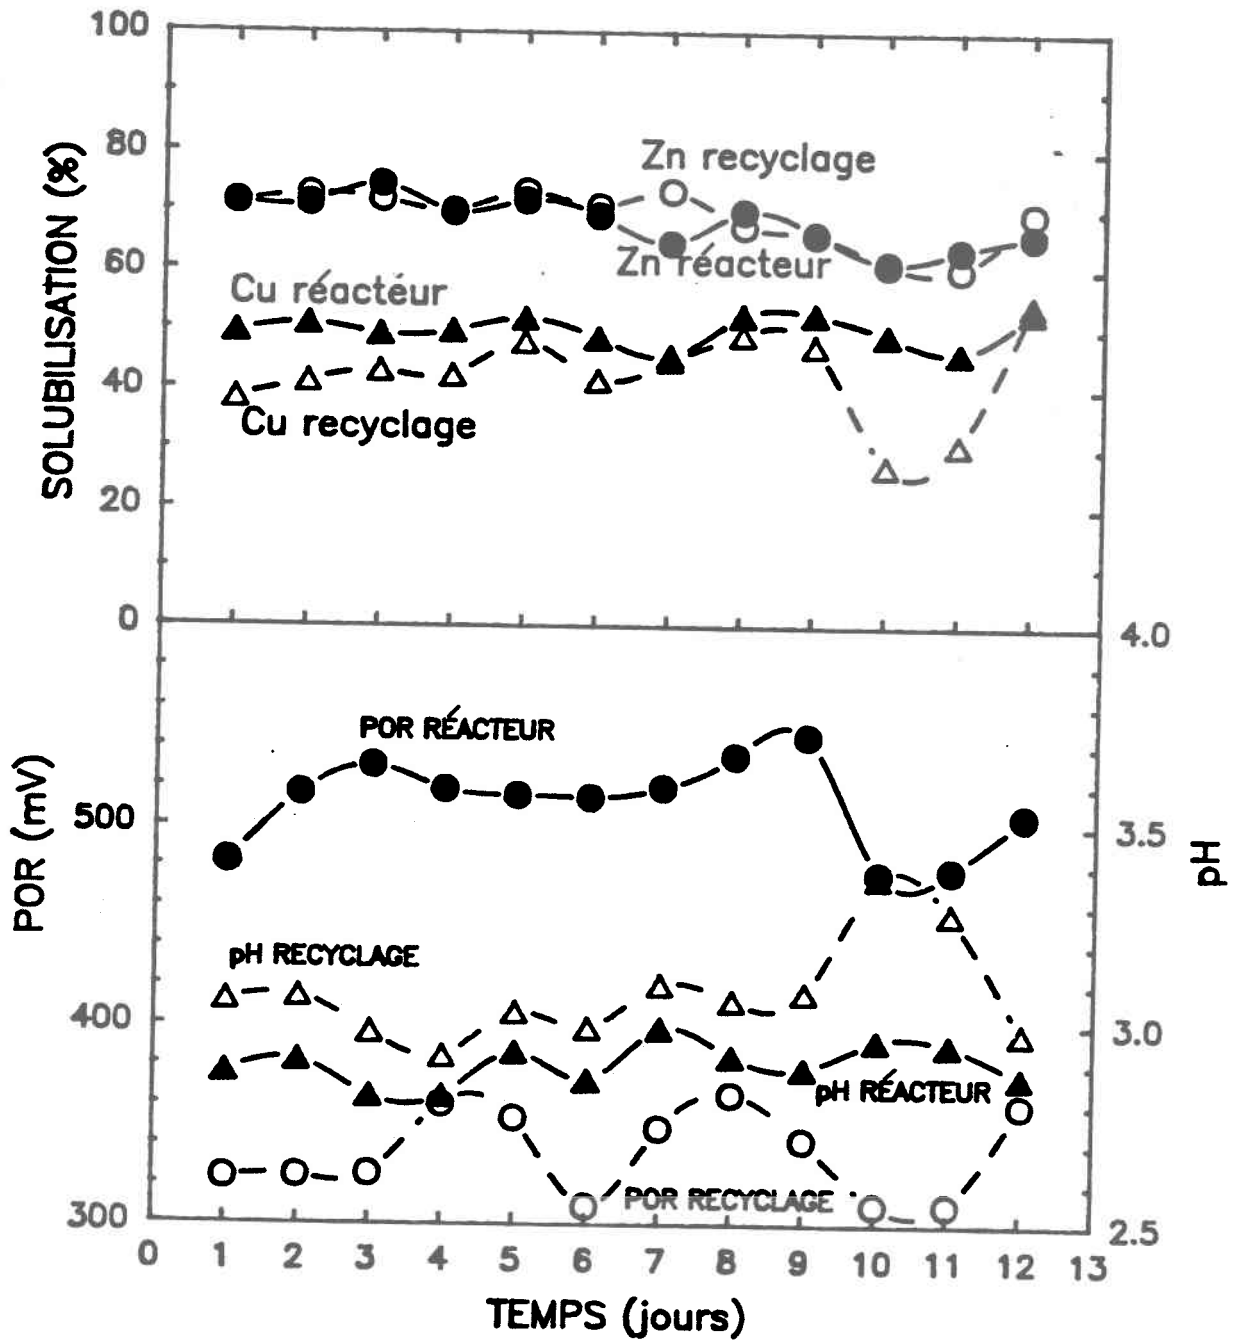 100
80
60
40
20
0
SOLUBILISATION (%)
Zn recyclage
Zn réacteur
Cu réactéur
Cu recyclage
4.0
3.5
3.0
2.5
pH
POR (mV)
500
400
300
POR RÉACTEUR
pH RECYCLAGE
pH RÉACTEUR
POR RECYCLAGE
0 1 2 3 4 5 6 7 8 9 10 11 12 13
TEMPS (jours)